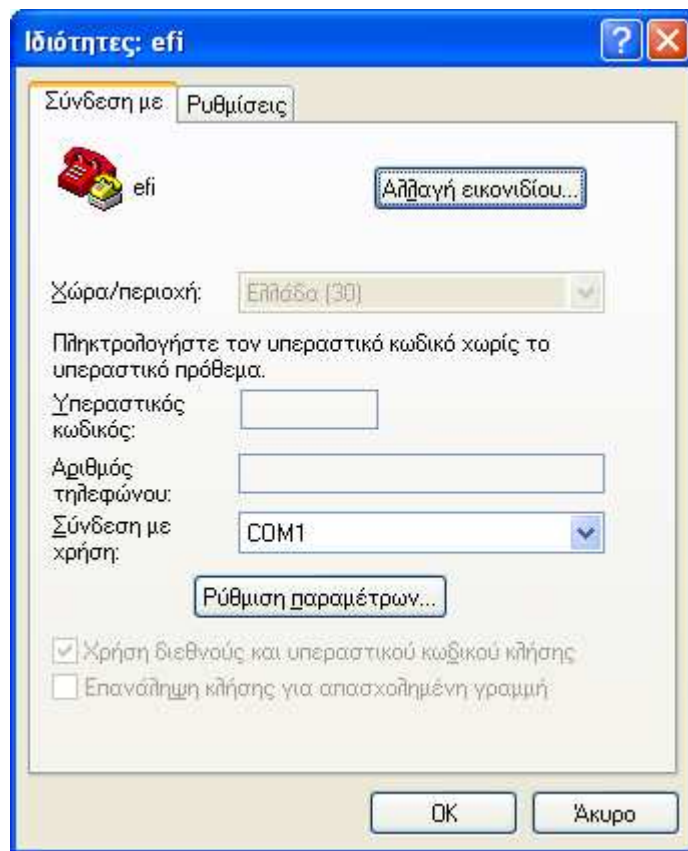 Ιδιότητες: efi
Σύνδεση με
Ρυθμίσεις
efi
Αλλαγή εικονιδίου...
Χώρα/περιοχή:
Ελλάδα (30)
Πληκτρολογήστε τον υπεραστικό κωδικό χωρίς το
υπεραστικό πρόθεμα.
Υπεραστικός
κωδικός:
Αριθμός
τηλεφώνου:
Σύνδεση με
χρήση:
COM1
Ρύθμιση παραμέτρων...
Χρήση διεθνούς και υπεραστικού κωδικού κλήσης
Επανάληψη κλήσης για απασχολημένη γραμμή
OK
Άκυρο